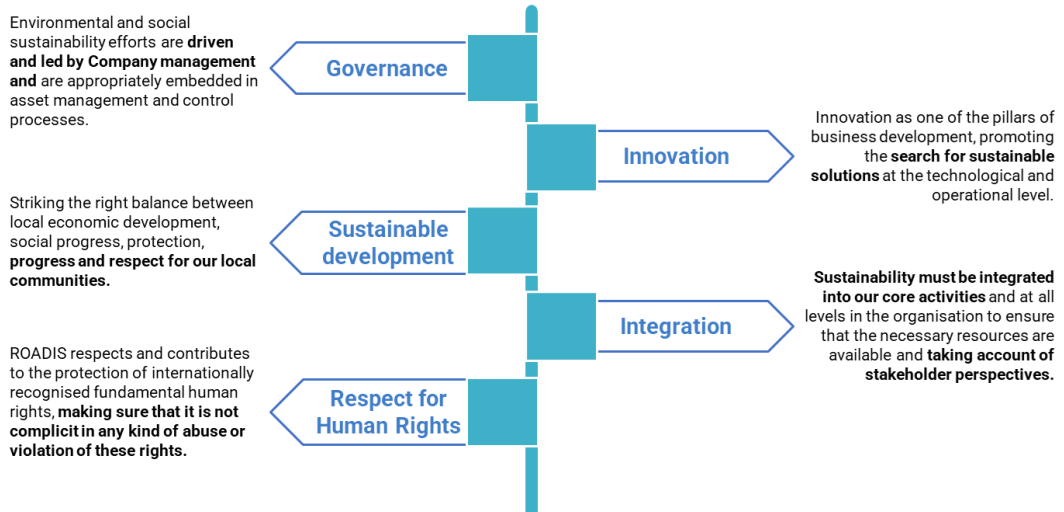 Environmental and social
sustainability efforts are driven
and led by Company management
and are appropriately embedded in
asset management and control
processes.
Governance
Innovation
Innovation as one of the pillars of
business development, promoting
the search for sustainable
solutions at the technological and
operational level.
Striking the right balance between
local economic development,
social progress, protection,
progress and respect for our local
communities.
Sustainable
development
Integration
Sustainability must be integrated
into our core activities and at all
levels in the organisation to ensure
that the necessary resources are
available and taking account of
stakeholder perspectives.
ROADIS respects and contributes
to the protection of internationally
recognised fundamental human
rights, making sure that it is not
complicit in any kind of abuse or
violation of these rights.
Respect for
Human Rights